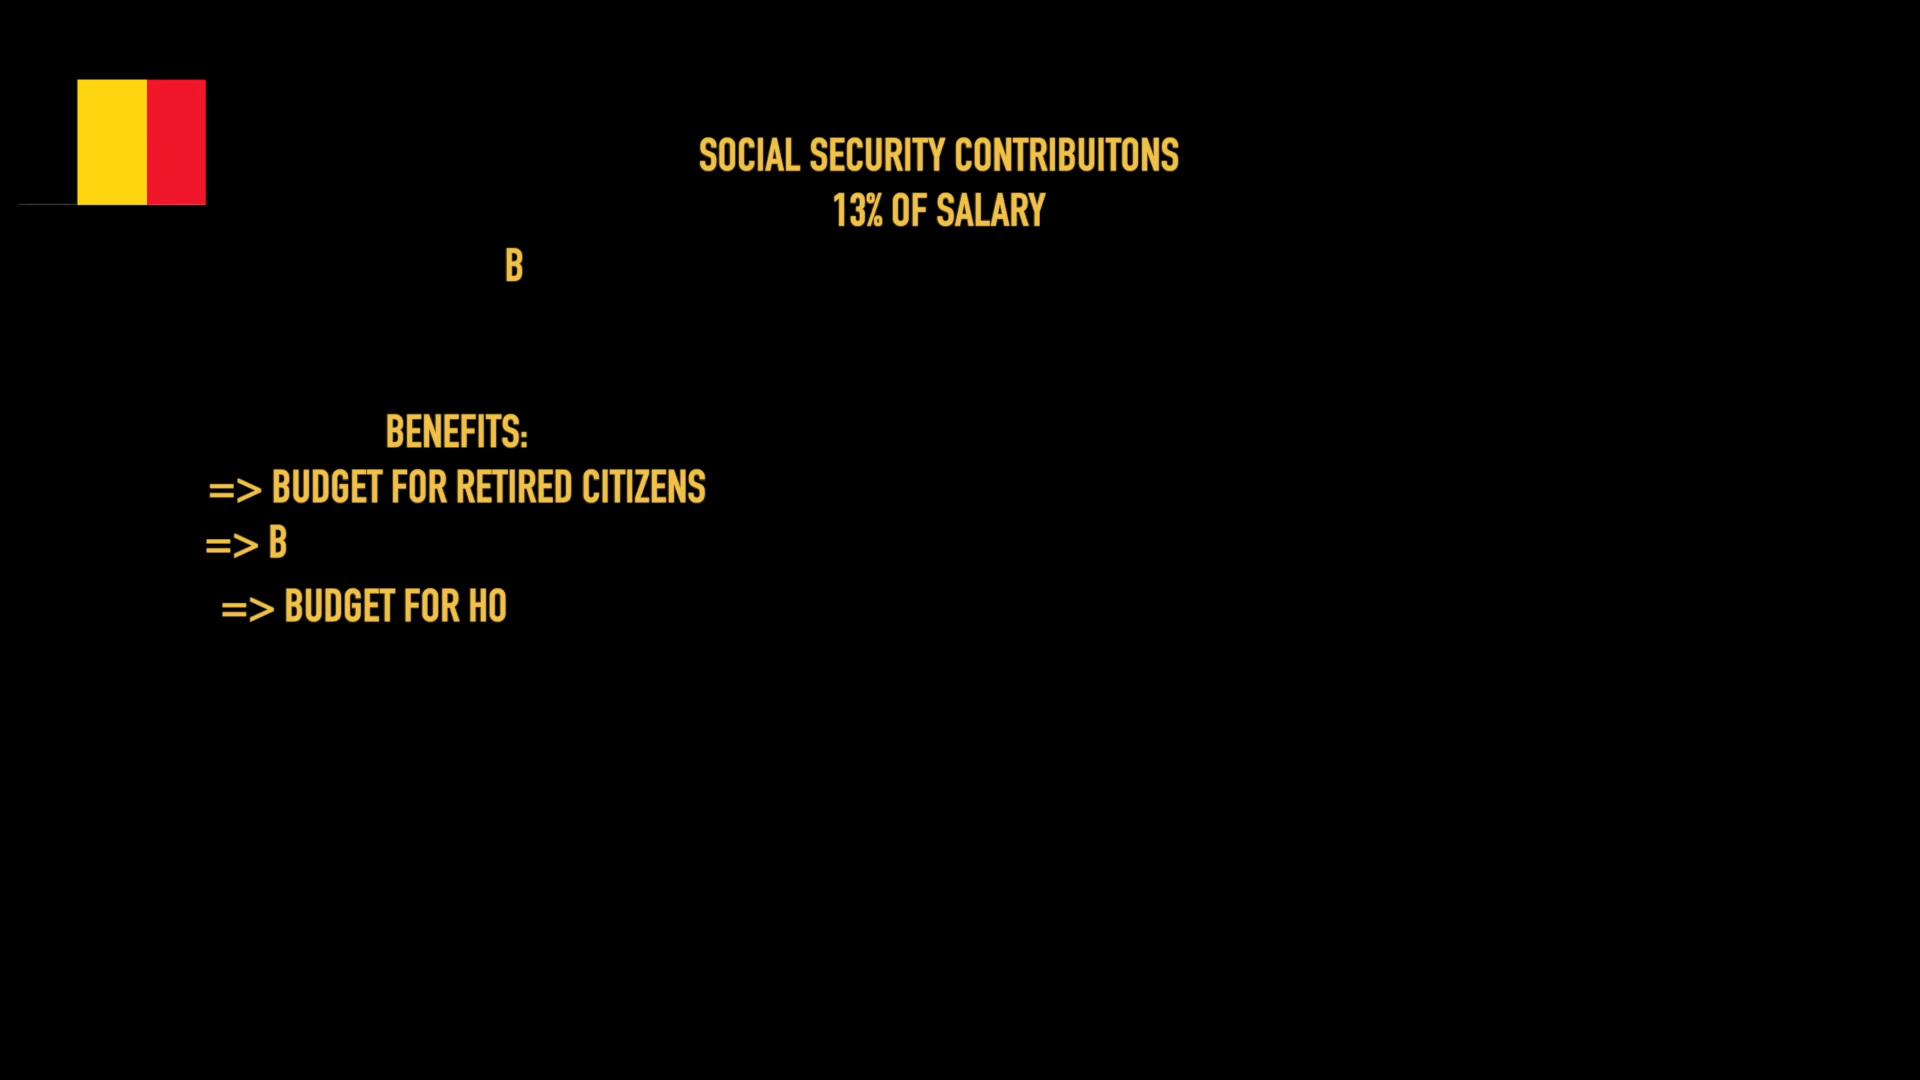 SOCIAL SECURITY CONTRIBUITONS
13% OF SALARY
B
BENEFITS:
=> BUDGET FOR RETIRED CITIZENS
=> B
=> BUDGET FOR HO